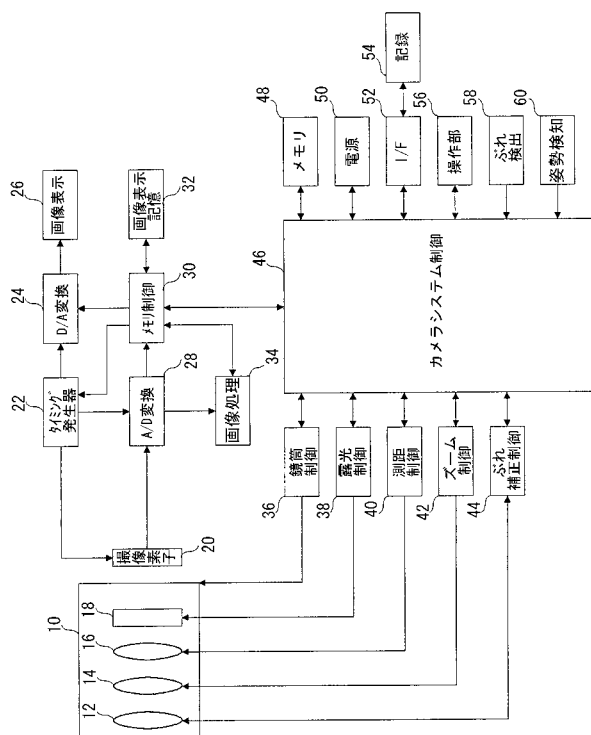 10
12
14
16
18
撮像素子
20
タイミング
発生器
22
D/A変換
24
画像表示
26
A/D変換
28
メモリ制御
30
画像表示
記憶
32
画像処理
34
鏡筒
制御
36
露光制御
38
測距制御
40
ズーム
制御
42
ぶれ
補正制御
44
カメラシステム制御
46
メモリ
48
電源
50
I/F
52
記録
54
操作部
56
ぶれ
検出
58
姿勢検知
60